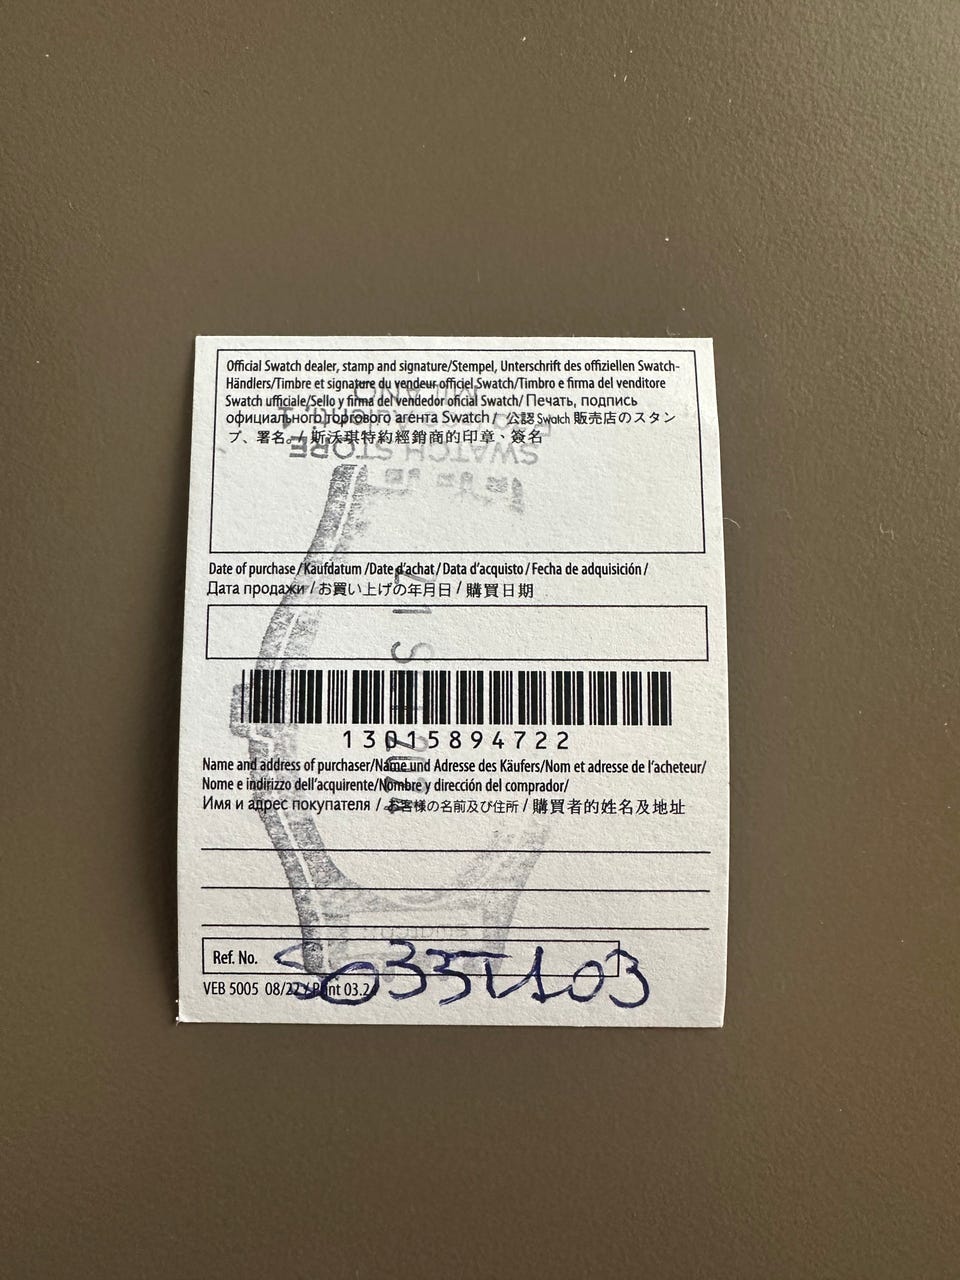 Official Swatch dealer, stamp and signature/Stempel, Unterschrift des offiziellen Swatch-
Händlers/Timbre et signature du vendeur officiel Swatch/Timbro e firma del venditore
Swatch ufficiale/Sello y firma del vendedor oficial Swatch/Печать, подпись
официального торгового агента Swatch/ 公認 Swatch 販売店のスタン
プ、署名。/ 斯沃琪特約經銷商的印章、簽名
MILANO
SWATCH STORE
Date of purchase/Kaufdatum /Date d'achat/Data d'acquisto/Fecha de adquisición/
Дата продажи /お買い上げの年月日/購買日期
13015894722
Name and address of purchaser/Name und Adresse des Käufers/Nom et adresse de l'acheteur/
Nome e indirizzo dell'acquirente/Nombre y dirección del comprador/
Имя и адрес покупателя /お客様の名前及び住所/購買者的姓名及地址
Ref. No. SO33T103
VEB 5005 08/22 / Print 03.24